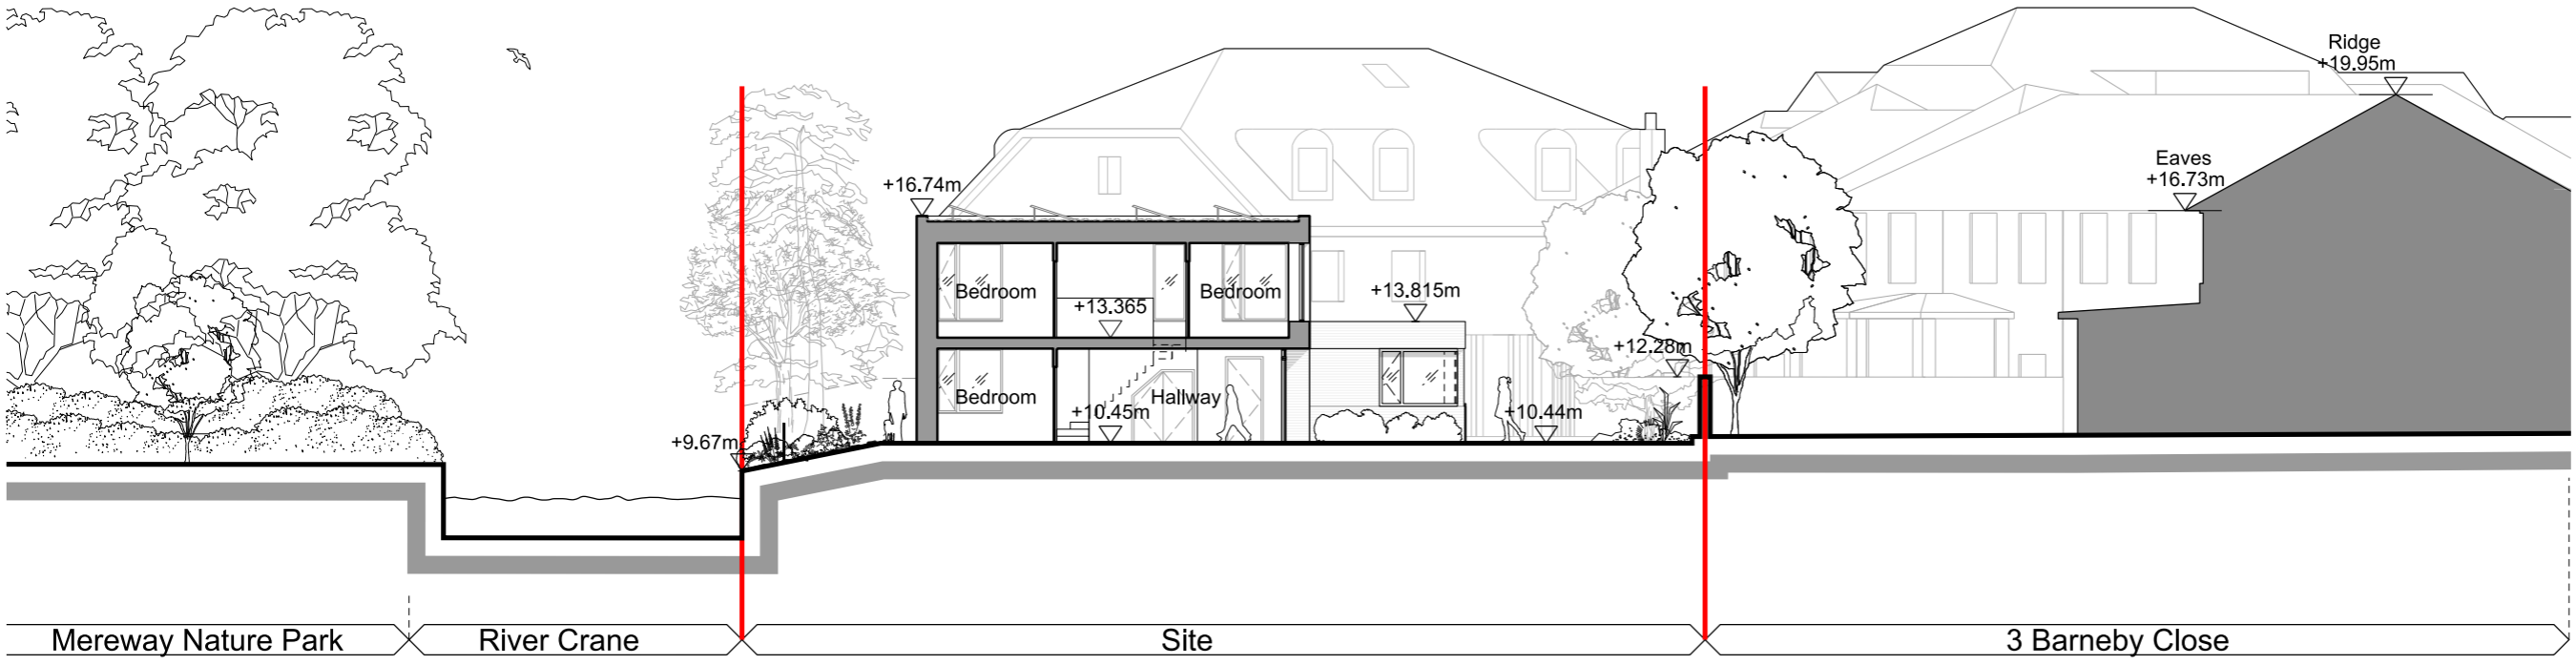 Ridge
+19.95m
Eaves
+16.73m
+16.74m
Bedroom
Bedroom
+13.365
+13.815m
+12.28m
Bedroom
Hallway
+10.45m
+10.44m
+9.67m
Mereway Nature Park
River Crane
Site
3 Barneby Close